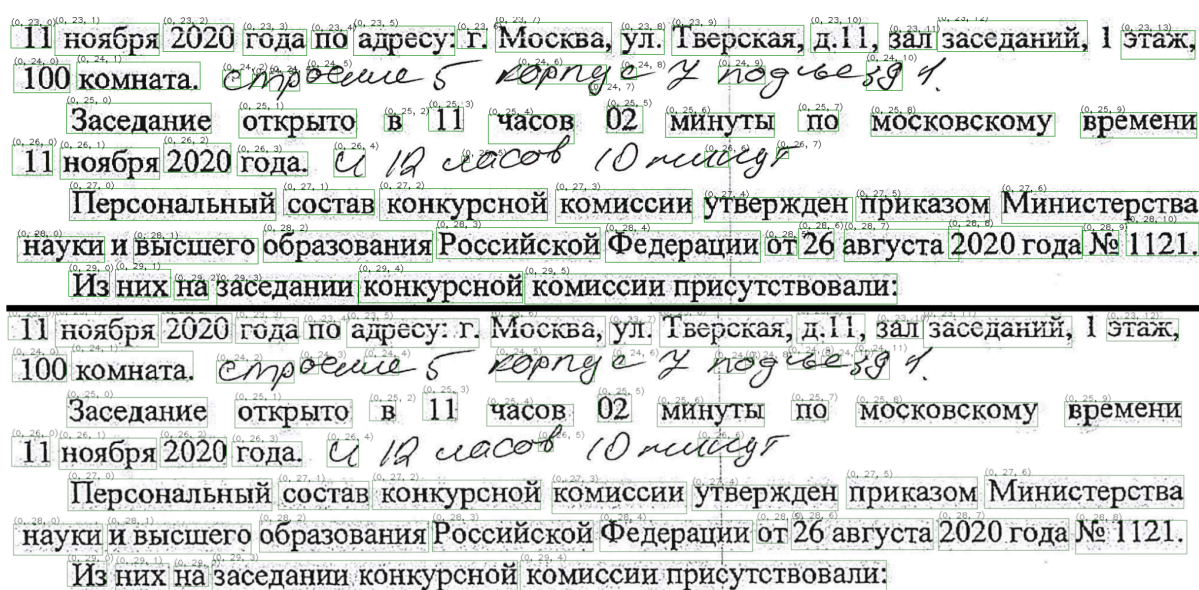 11 ноября 2020 года по адресу: г. Москва, ул. Тверская, д.11, зал заседаний, 1 этаж,
100 комната. строение 5 корпус 7 подъезд 1.
Заседание открыто в 11 часов 02 минуты по московскому времени
11 ноября 2020 года. и 12 часов 10 минут
Персональный состав конкурсной комиссии утвержден приказом Министерства
науки и высшего образования Российской Федерации от 26 августа 2020 года № 1121.
Из них на заседании конкурсной комиссии присутствовали:
11 ноября 2020 года по адресу: г. Москва, ул. Тверская, д.11, зал заседаний, 1 этаж,
100 комната. строение 5 корпус 7 подъезд 1.
Заседание открыто в 11 часов 02 минуты по московскому времени
11 ноября 2020 года. и 12 часов 10 минут
Персональный состав конкурсной комиссии утвержден приказом Министерства
науки и высшего образования Российской Федерации от 26 августа 2020 года № 1121.
Из них на заседании конкурсной комиссии присутствовали: